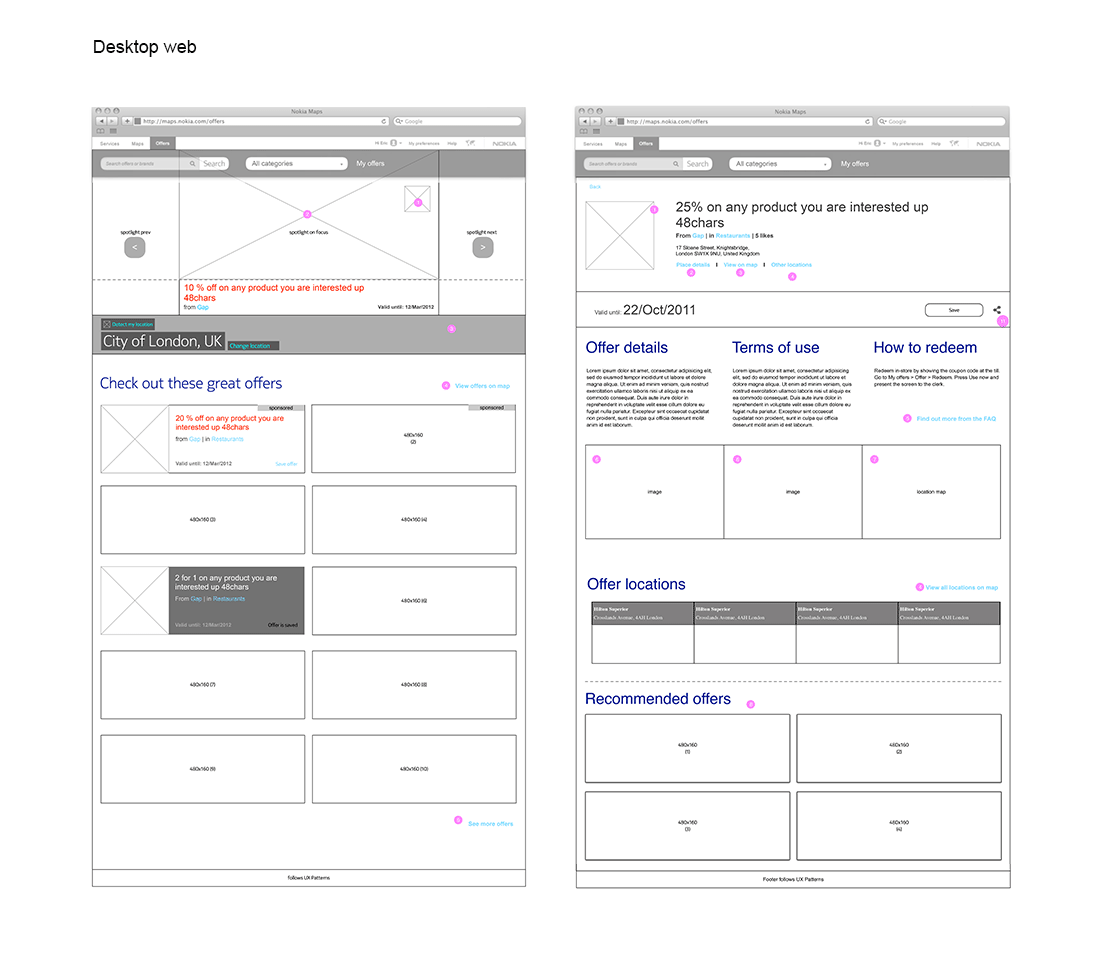 Desktop web
Nokia Maps
http://maps.nokia.com/offers
Google
Services Maps Offers
Hi Eric My preferences Help NOKIA
Search offers or brands Search All categories My offers
spotlight prev
<
spotlight on focus
spotlight next
>
10 % off on any product you are interested up
48chars
from Gap
Valid until: 12/Mar/2012
Detect my location
City of London, UK Change location
Check out these great offers
View offers on map
sponsored
20 % off on any product you are
interested up 48chars
from Gap | in Restaurants
Valid until: 12/Mar/2012 Save offer
sponsored
480x160
(2)
480x160 (3)
480x160 (4)
2 for 1 on any product you are
interested up 48chars
From Gap | in Restaurants
Valid until: 12/Mar/2012 Offer is saved
480x160 (6)
480x160 (7)
480x160 (8)
480x160 (9)
480x160 (10)
See more offers
follows UX Patterns
Nokia Maps
http://maps.nokia.com/offers
Google
Services Maps Offers
Hi Eric My preferences Help NOKIA
Search offers or brands Search All categories My offers
Back
25% on any product you are interested up
48chars
From Gap | in Restaurants | 5 likes
17 Sloane Street, Knightsbridge,
London SW1X 9NU, United Kingdom
Place details | View on map | Other locations
Valid until: 22/Oct/2011
Save
Offer details
Lorem ipsum dolor sit amet, consectetur adipisicing
elit, sed do eiusmod tempor incididunt ut labore et
dolore magna aliqua. Ut enim ad minim veniam, quis nostrud
exercitation ullamco laboris nisi ut aliquip ex ea
commodo consequat. Duis aute irure dolor in
reprehenderit in voluptate velit esse cillum dolore eu
fugiat nulla pariatur. Excepteur sint occaecat cupidatat
non proident, sunt in culpa qui officia deserunt
mollit anim id est laborum.
Terms of use
Lorem ipsum dolor sit amet, consectetur adipisicing
elit, sed do eiusmod tempor incididunt ut labore et dolore
magna aliqua. Ut enim ad minim veniam, quis nostrud
exercitation ullamco laboris nisi ut aliquip ex ea
commodo consequat. Duis aute irure dolor in
reprehenderit in voluptate velit esse cillum dolore eu
fugiat nulla pariatur. Excepteur sint occaecat cupidatat
non proident, sunt in culpa qui officia deserunt mollit
anim id est laborum.
How to redeem
Redeem in-store by showing the coupon code at the till.
Go to My offers > Offer > Redeem. Press Use now and
present the screen to the clerk.
Find out more from the FAQ
image
image
location map
Offer locations
View all locations on map
Hilton Superior
Crosslands Avenue, 4AH London
Hilton Superior
Crosslands Avenue, 4AH London
Hilton Superior
Crosslands Avenue, 4AH London
Hilton Superior
Crosslands Avenue, 4AH London
Recommended offers
480x160
(1)
480x160
(2)
480x160
(3)
480x160
(4)
Footer follows UX Patterns